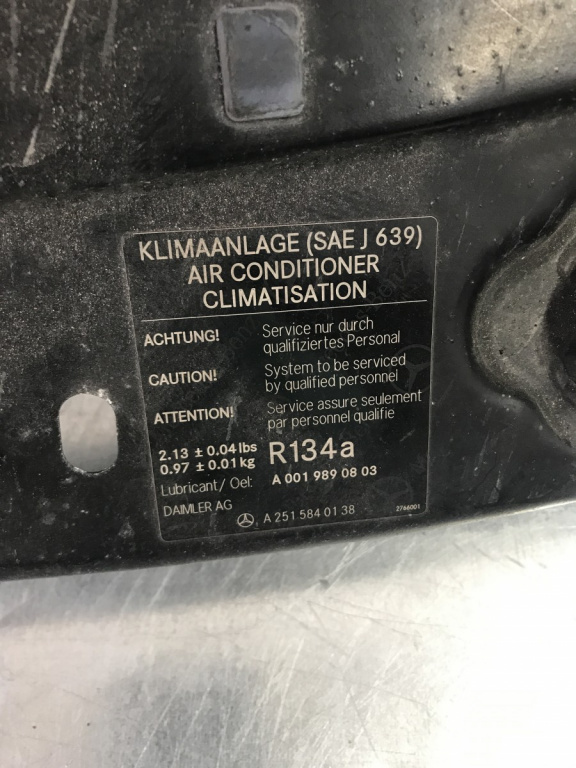 KLIMAANLAGE (SAE J 639)
AIR CONDITIONER
CLIMATISATION
ACHTUNG! Service nur durch
qualifiziertes Personal
CAUTION! System to be serviced
by qualified personnel
ATTENTION! Service assure seulement
par personnel qualifie
2.13 ± 0.04 lbs
0.97 ± 0.01 kg R134a
Lubricant/ Oel: A 001 989 08 03
DAIMLER AG
A 251 584 01 38 2766001